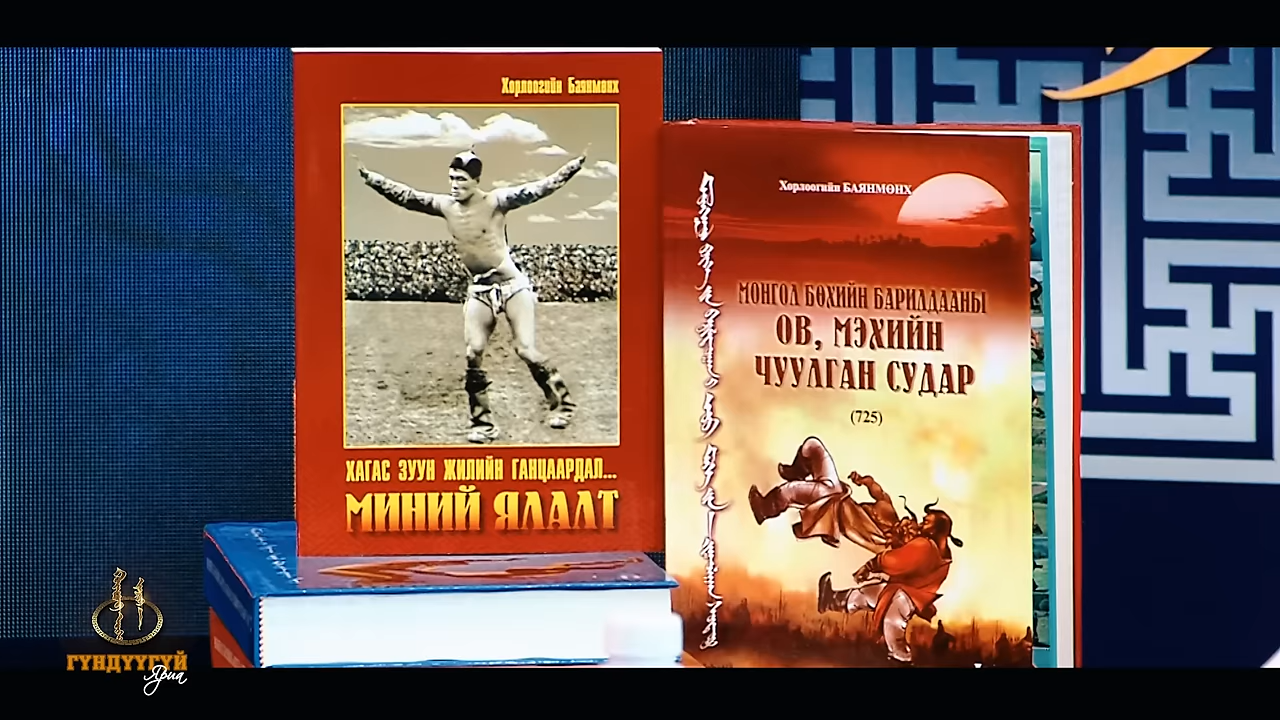 Хорлоогийн Баянмөнх
ХАГАС ЗУУН ЖИЛИЙН ГАНЦААРДАЛ...
МИНИЙ ЯЛАЛТ
Хорлоогийн БАЯНМӨНХ
МОНГОЛ БӨХИЙН БАРИЛДААНЫ
ОВ, МЭХИЙН
ЧУУЛГАН СУДАР
(725)
ГҮНДҮҮГҮЙ
Яриа